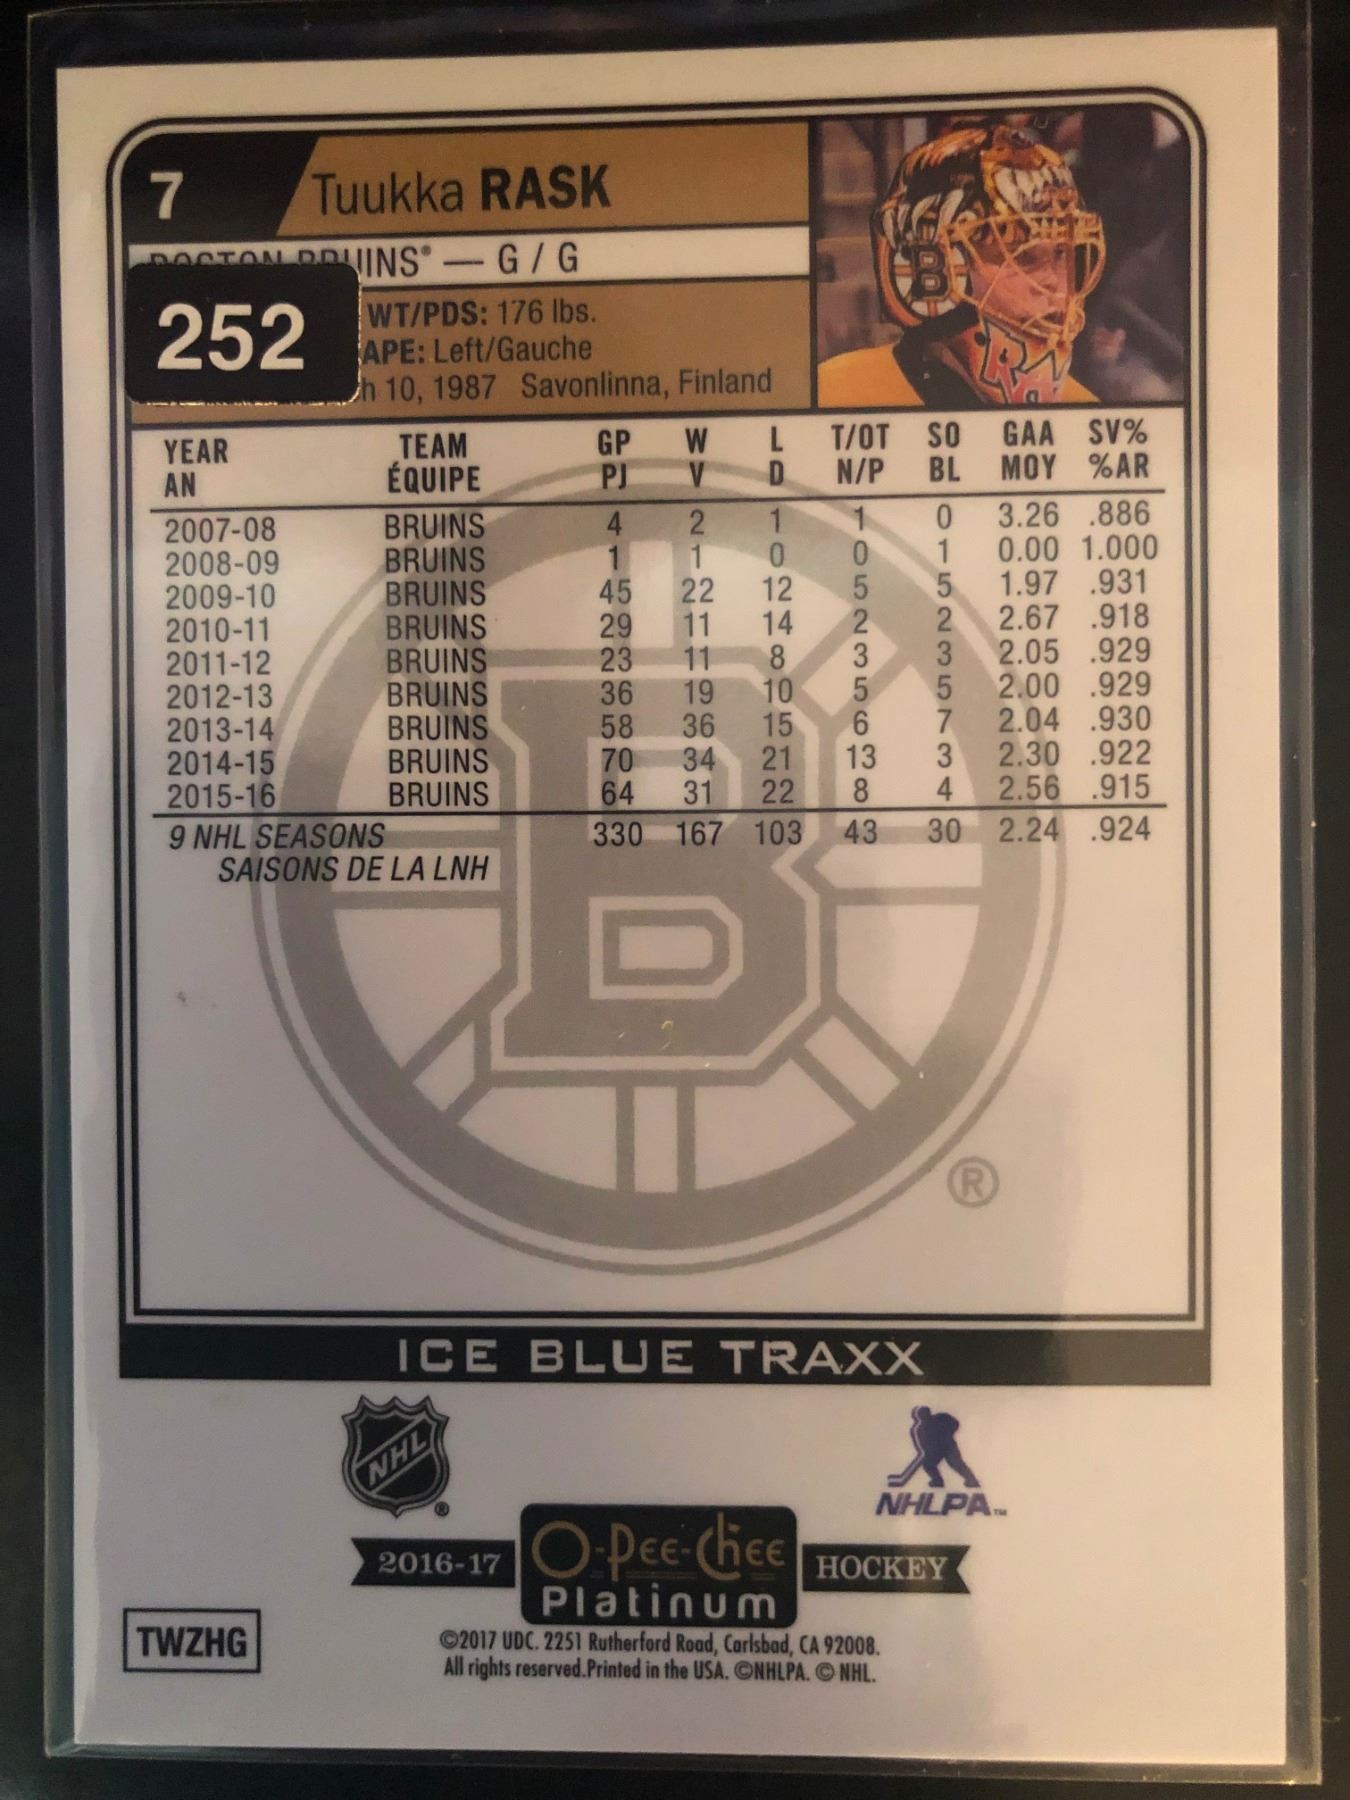 7 Tuukka RASK
BOSTON BRUINS® — G / G
252
WT/PDS: 176 lbs.
APE: Left/Gauche
h 10, 1987 Savonlinna, Finland
YEAR TEAM GP W L T/OT SO GAA SV%
AN ÉQUIPE PJ V D N/P BL MOY %AR
2007-08 BRUINS 4 2 1 1 0 3.26 .886
2008-09 BRUINS 1 1 0 0 1 0.00 1.000
2009-10 BRUINS 45 22 12 5 5 1.97 .931
2010-11 BRUINS 29 11 14 2 2 2.67 .918
2011-12 BRUINS 23 11 8 3 3 2.05 .929
2012-13 BRUINS 36 19 10 5 5 2.00 .929
2013-14 BRUINS 58 36 15 6 7 2.04 .930
2014-15 BRUINS 70 34 21 13 3 2.30 .922
2015-16 BRUINS 64 31 22 8 4 2.56 .915
9 NHL SEASONS 330 167 103 43 30 2.24 .924
SAISONS DE LA LNH
B
®
ICE BLUE TRAXX
NHL®
NHLPA™
2016-17 O-Pee-Chee HOCKEY
Platinum
TWZHG
©2017 UDC. 2251 Rutherford Road, Carlsbad, CA 92008.
All rights reserved.Printed in the USA. ©NHLPA. © NHL.